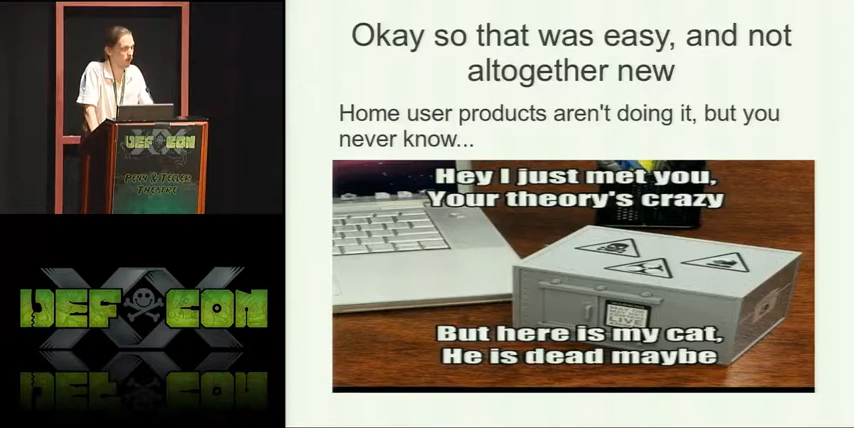 Okay so that was easy, and not
altogether new
Home user products aren't doing it, but you
never know...
Hey I just met you,
Your theory's crazy
But here is my cat,
He is dead maybe
LIVE
DEF CON
PENN & TELLER
THEATRE
XX
DEF CON